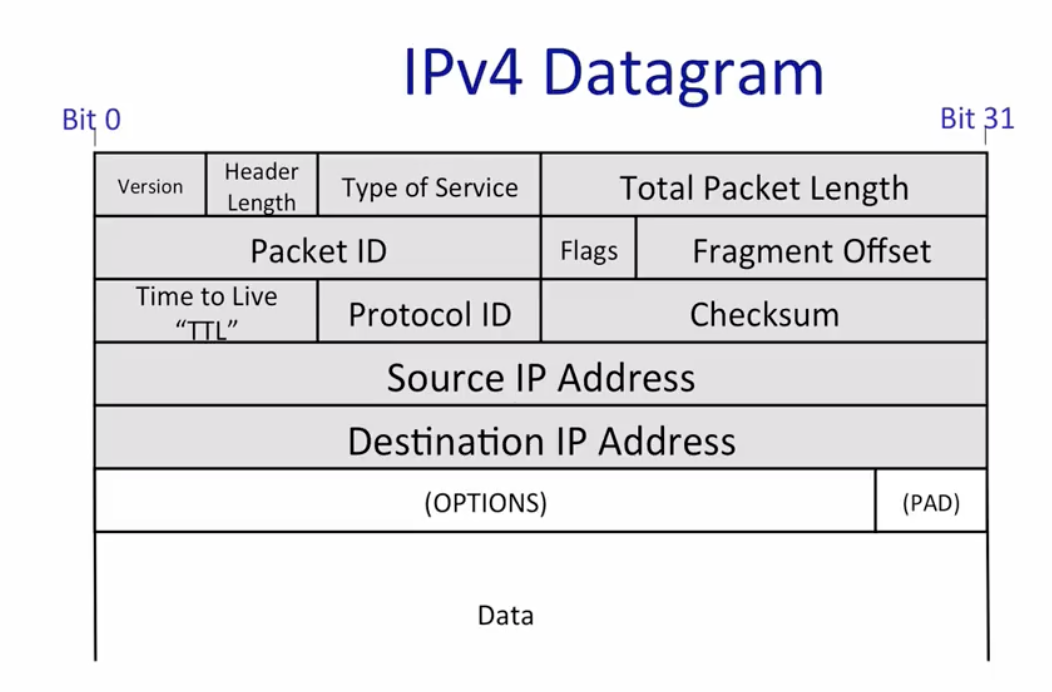 IPv4 Datagram
Bit 0
Bit 31
Version
Header
Length
Type of Service
Total Packet Length
Packet ID
Flags
Fragment Offset
Time to Live
“TTL”
Protocol ID
Checksum
Source IP Address
Destination IP Address
(OPTIONS)
(PAD)
Data